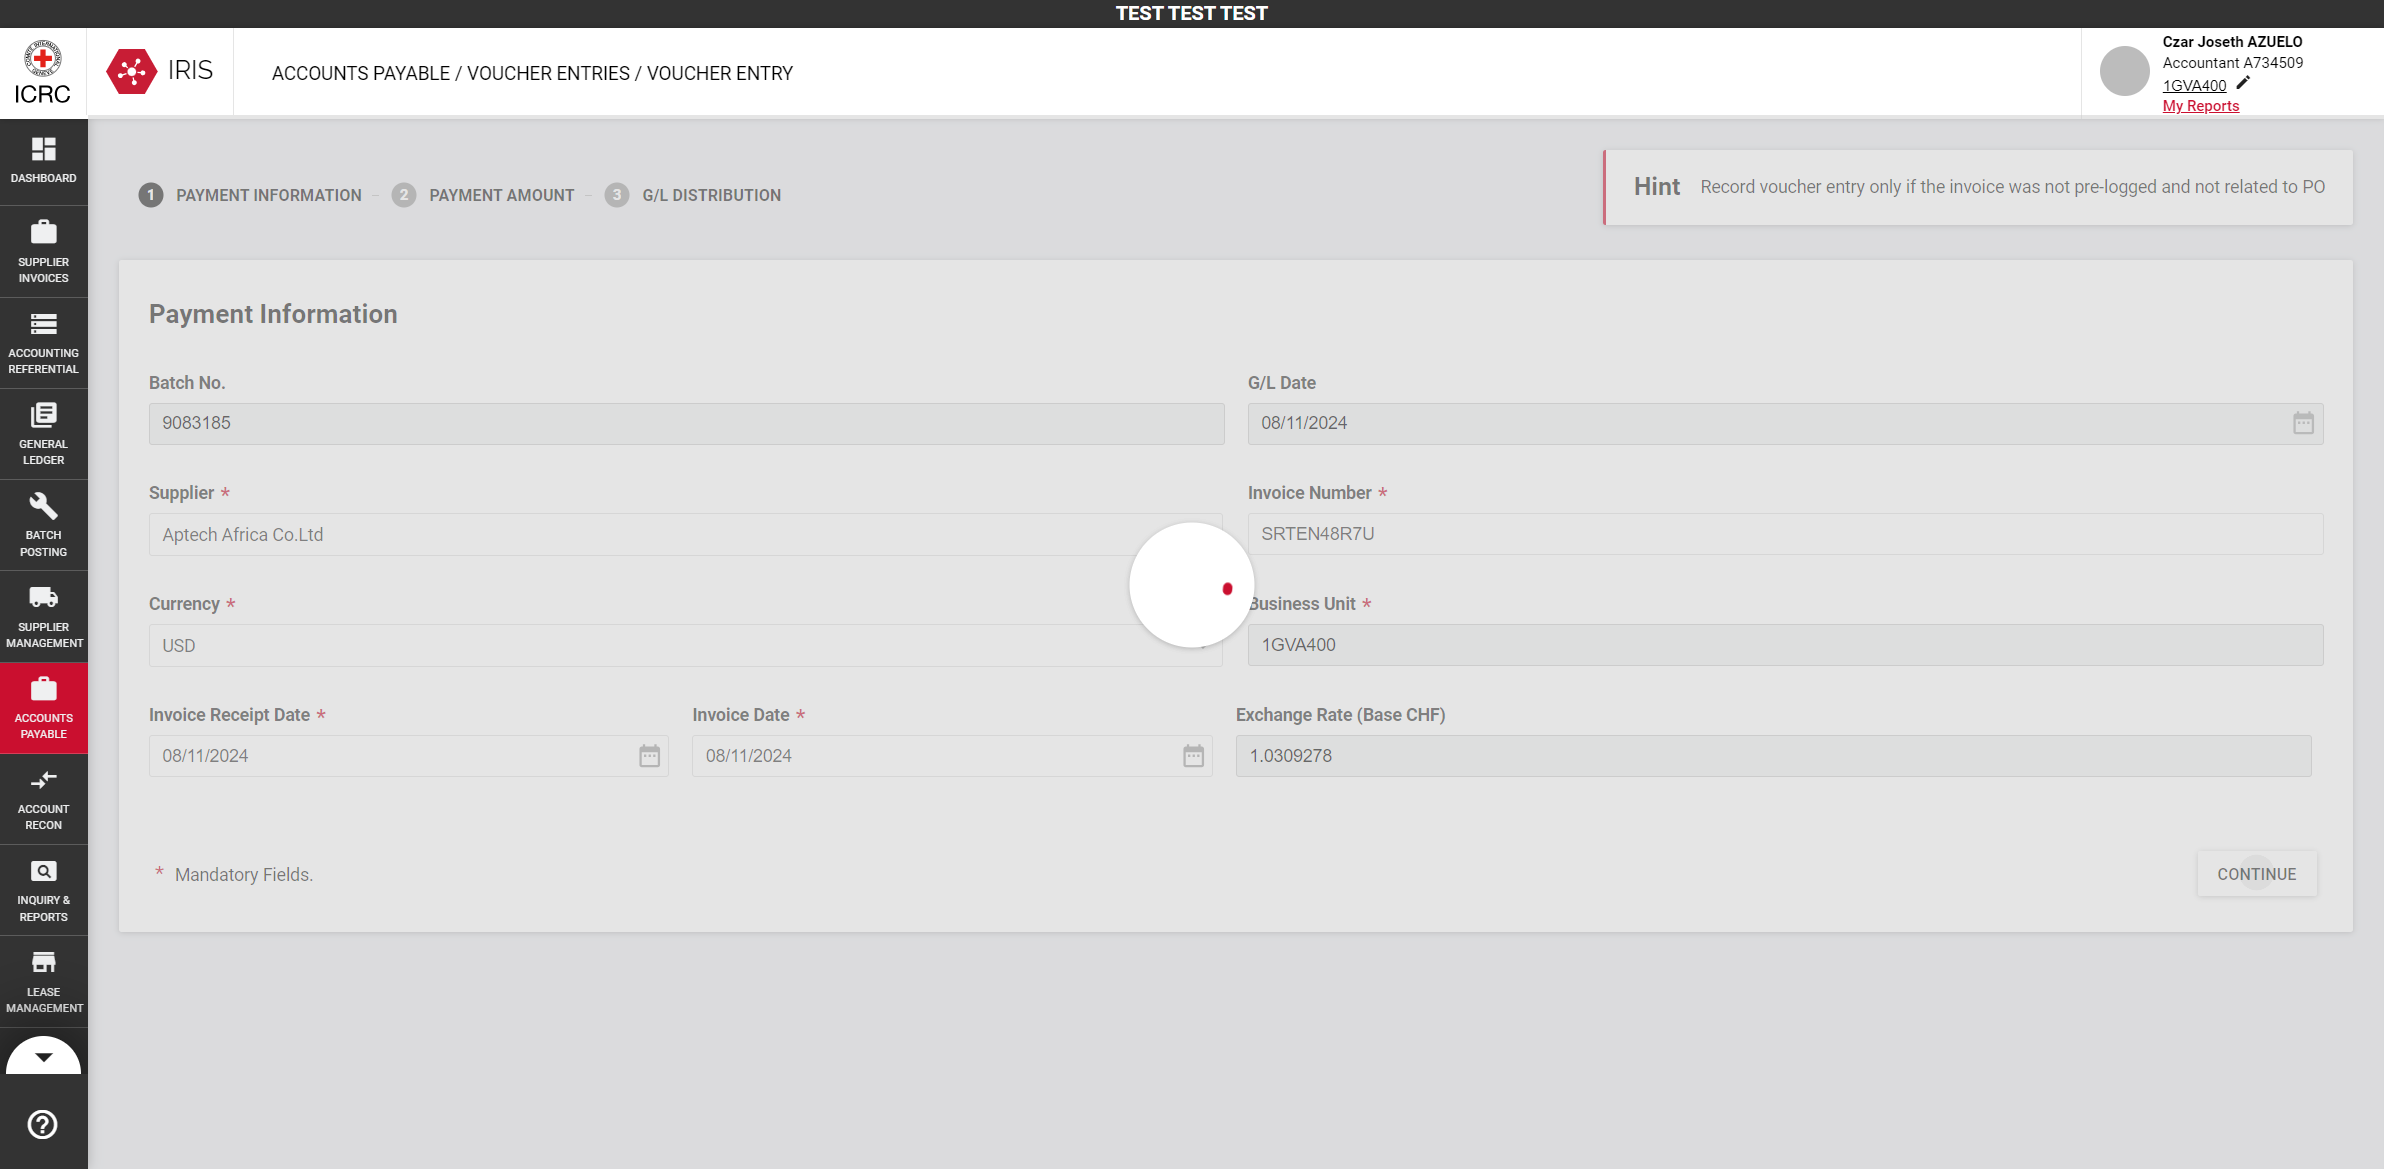 TEST TEST TEST
ICRC
IRIS
ACCOUNTS PAYABLE / VOUCHER ENTRIES / VOUCHER ENTRY
Czar Joseth AZUELO
Accountant A734509
1GVA400
My Reports
DASHBOARD
SUPPLIER
INVOICES
ACCOUNTING
REFERENTIAL
GENERAL
LEDGER
BATCH
POSTING
SUPPLIER
MANAGEMENT
ACCOUNTS
PAYABLE
ACCOUNT
RECON
INQUIRY &
REPORTS
LEASE
MANAGEMENT
1 PAYMENT INFORMATION - 2 PAYMENT AMOUNT - 3 G/L DISTRIBUTION
Hint Record voucher entry only if the invoice was not pre-logged and not related to PO
Payment Information
Batch No. G/L Date
9083185 08/11/2024
Supplier * Invoice Number *
Aptech Africa Co.Ltd SRTEN48R7U
Currency * Business Unit *
USD 1GVA400
Invoice Receipt Date * Invoice Date * Exchange Rate (Base CHF)
08/11/2024 08/11/2024 1.0309278
* Mandatory Fields.
CONTINUE